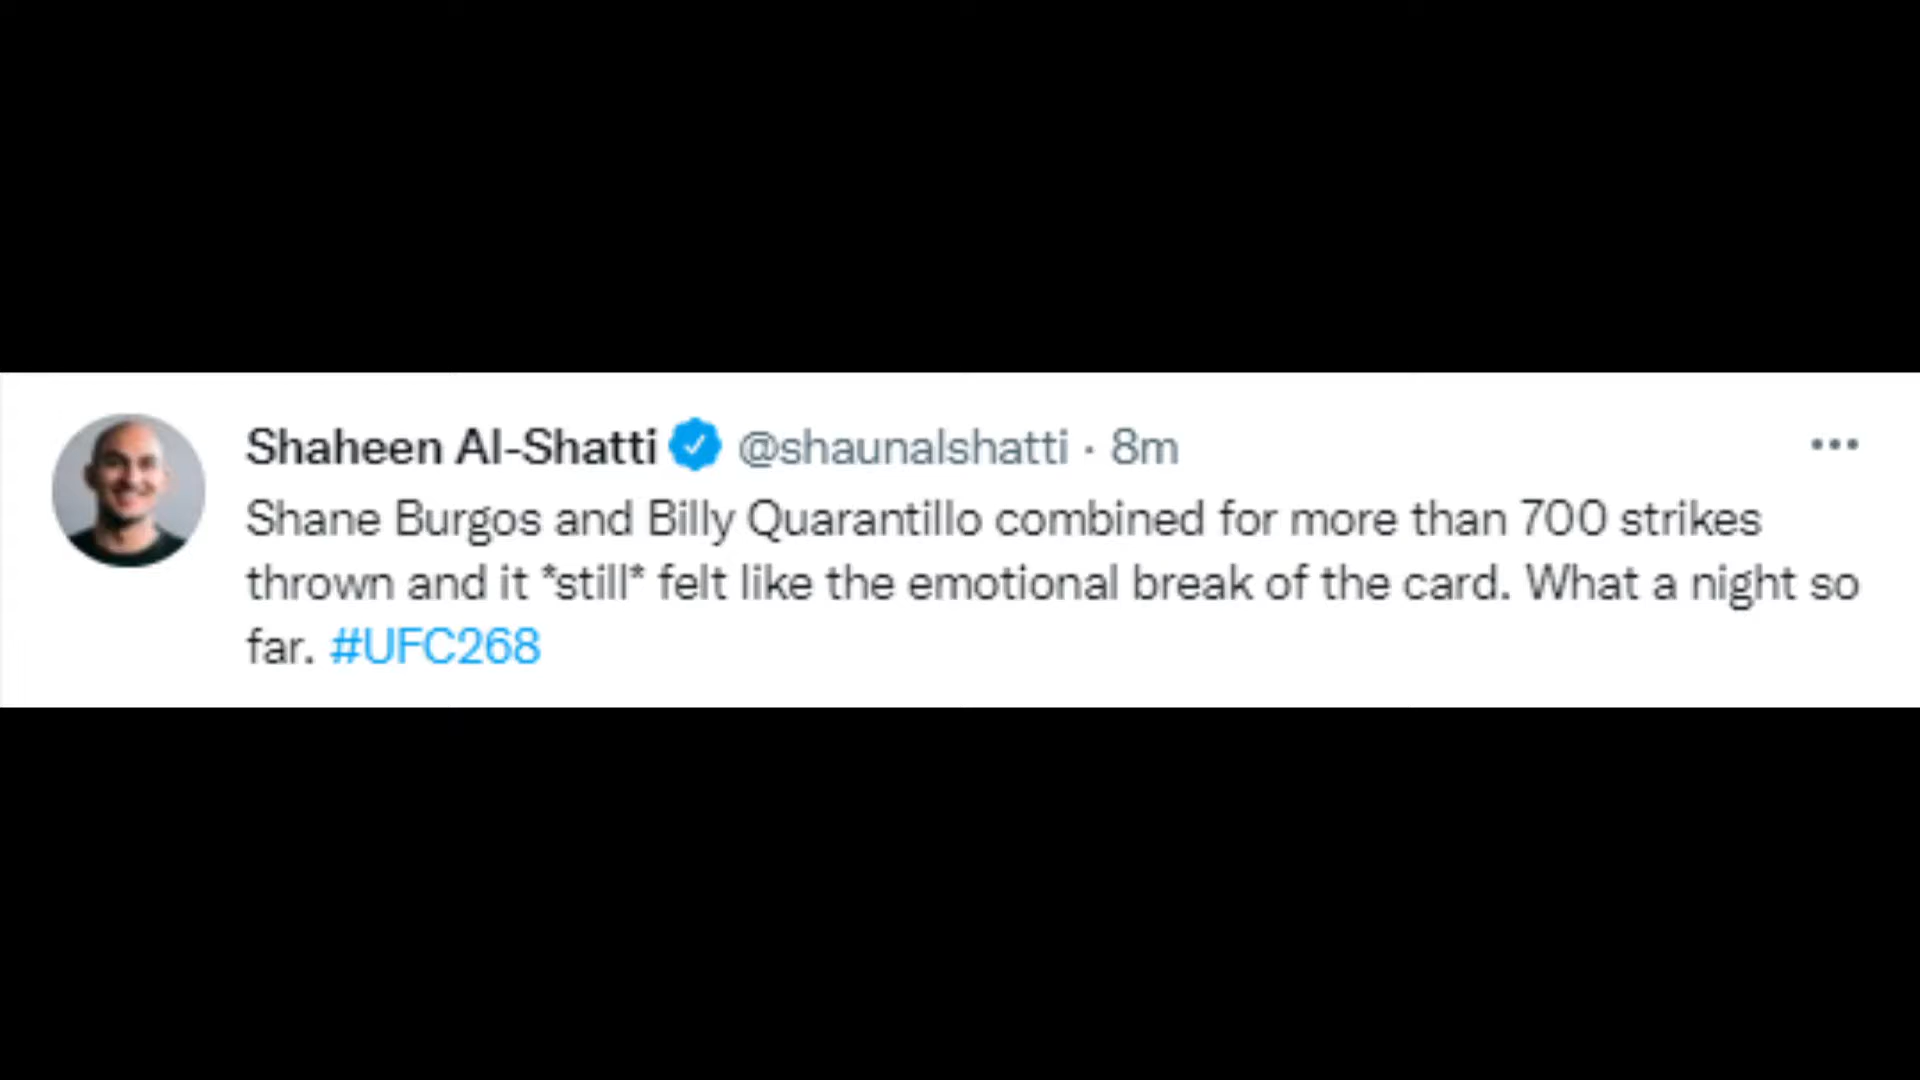 Shaheen Al-Shatti @shaunalshatti · 8m
Shane Burgos and Billy Quarantillo combined for more than 700 strikes
thrown and it *still* felt like the emotional break of the card. What a night so
far. #UFC268